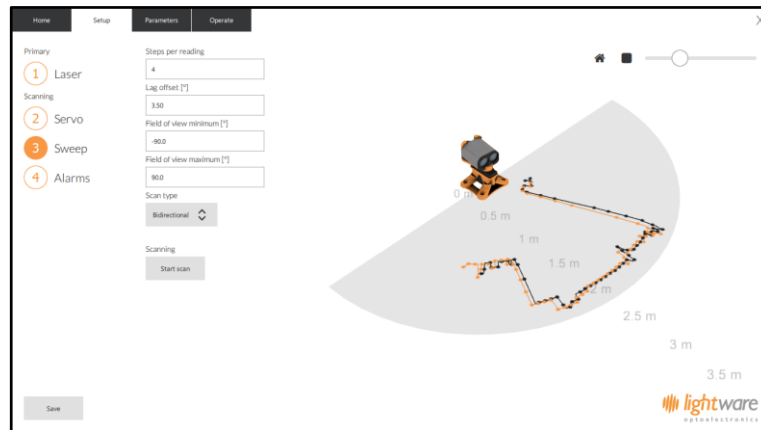 Home Setup Parameters Operate X
Primary
1 Laser
Scanning
2 Servo
3 Sweep
4 Alarms
Save
Steps per reading
4
Lag offset [°]
3.50
Field of view minimum [°]
-90.0
Field of view maximum [°]
90.0
Scan type
Bidirectional
Scanning
Start scan
0 m
0.5 m
1 m
1.5 m
2 m
2.5 m
3 m
3.5 m
lightware
optoelectronics